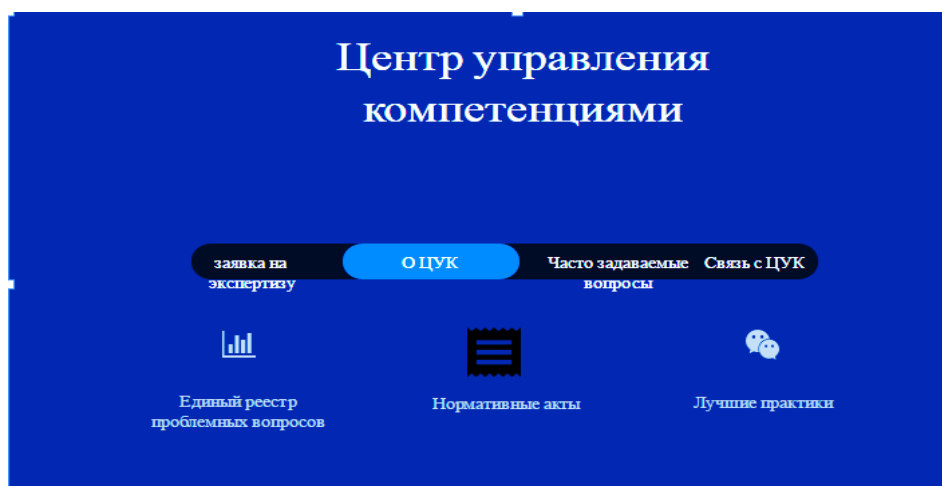 Центр управления
компетенциями
заявка на
экспертизу
О ЦУК
Часто задаваемые
вопросы
Связь с ЦУК
Единый реестр
проблемных вопросов
Нормативные акты
Лучшие практики